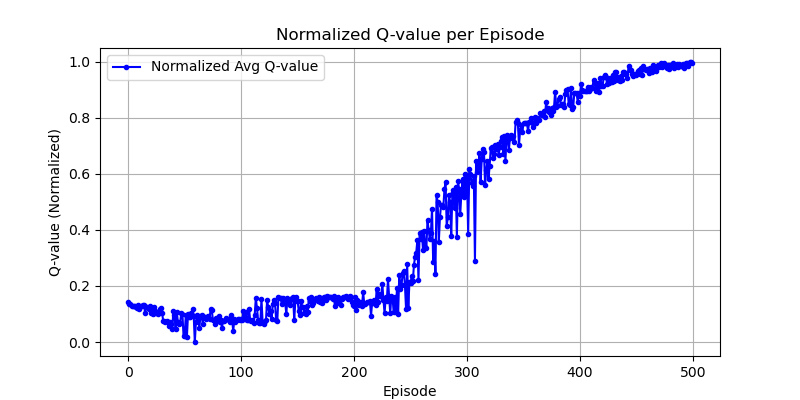 Normalized Q-value per Episode
Normalized Avg Q-value
Q-value (Normalized)
1.0
0.8
0.6
0.4
0.2
0.0
0 100 200 300 400 500
Episode